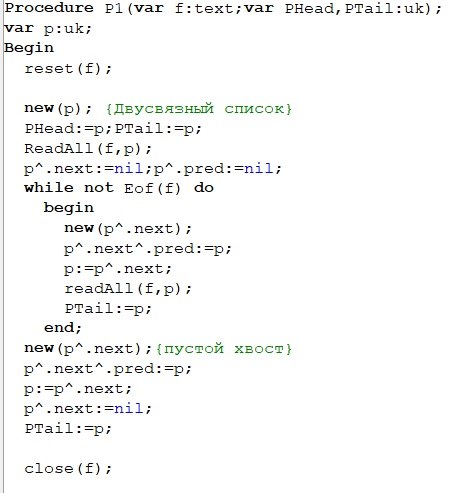 Procedure P1(var f:text;var PHead,PTail:uk);
var p:uk;
Begin
reset(f);
new(p); {Двусвязный список}
PHead:=p;PTail:=p;
ReadAll(f,p);
p^.next:=nil;p^.pred:=nil;
while not Eof(f) do
begin
new(p^.next);
p^.next^.pred:=p;
p:=p^.next;
readAll(f,p);
PTail:=p;
end;
new(p^.next);{пустой хвост}
p^.next^.pred:=p;
p:=p^.next;
p^.next:=nil;
PTail:=p;
close(f);